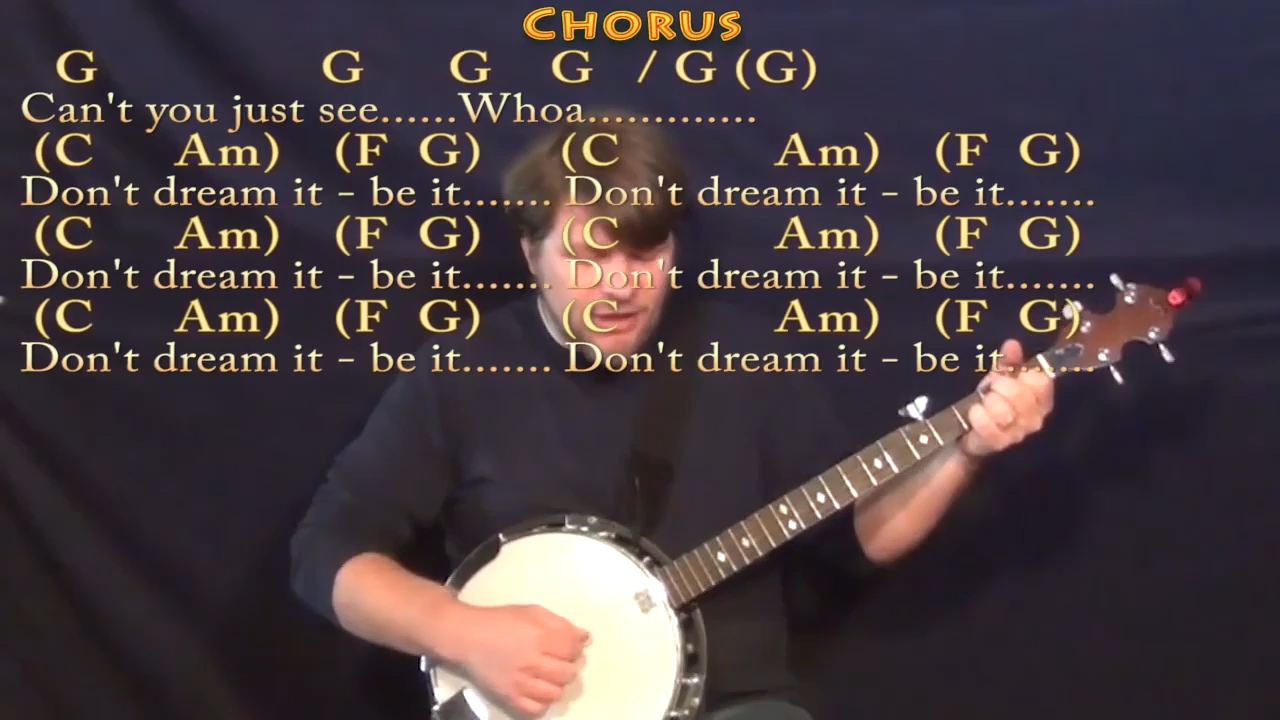 CHORUS
G G G G / G (G)
Can't you just see......Whoa.............
(C Am) (F G) (C Am) (F G)
Don't dream it - be it....... Don't dream it - be it.......
(C Am) (F G) (C Am) (F G)
Don't dream it - be it....... Don't dream it - be it.......
(C Am) (F G) (C Am) (F G)
Don't dream it - be it....... Don't dream it - be it.......